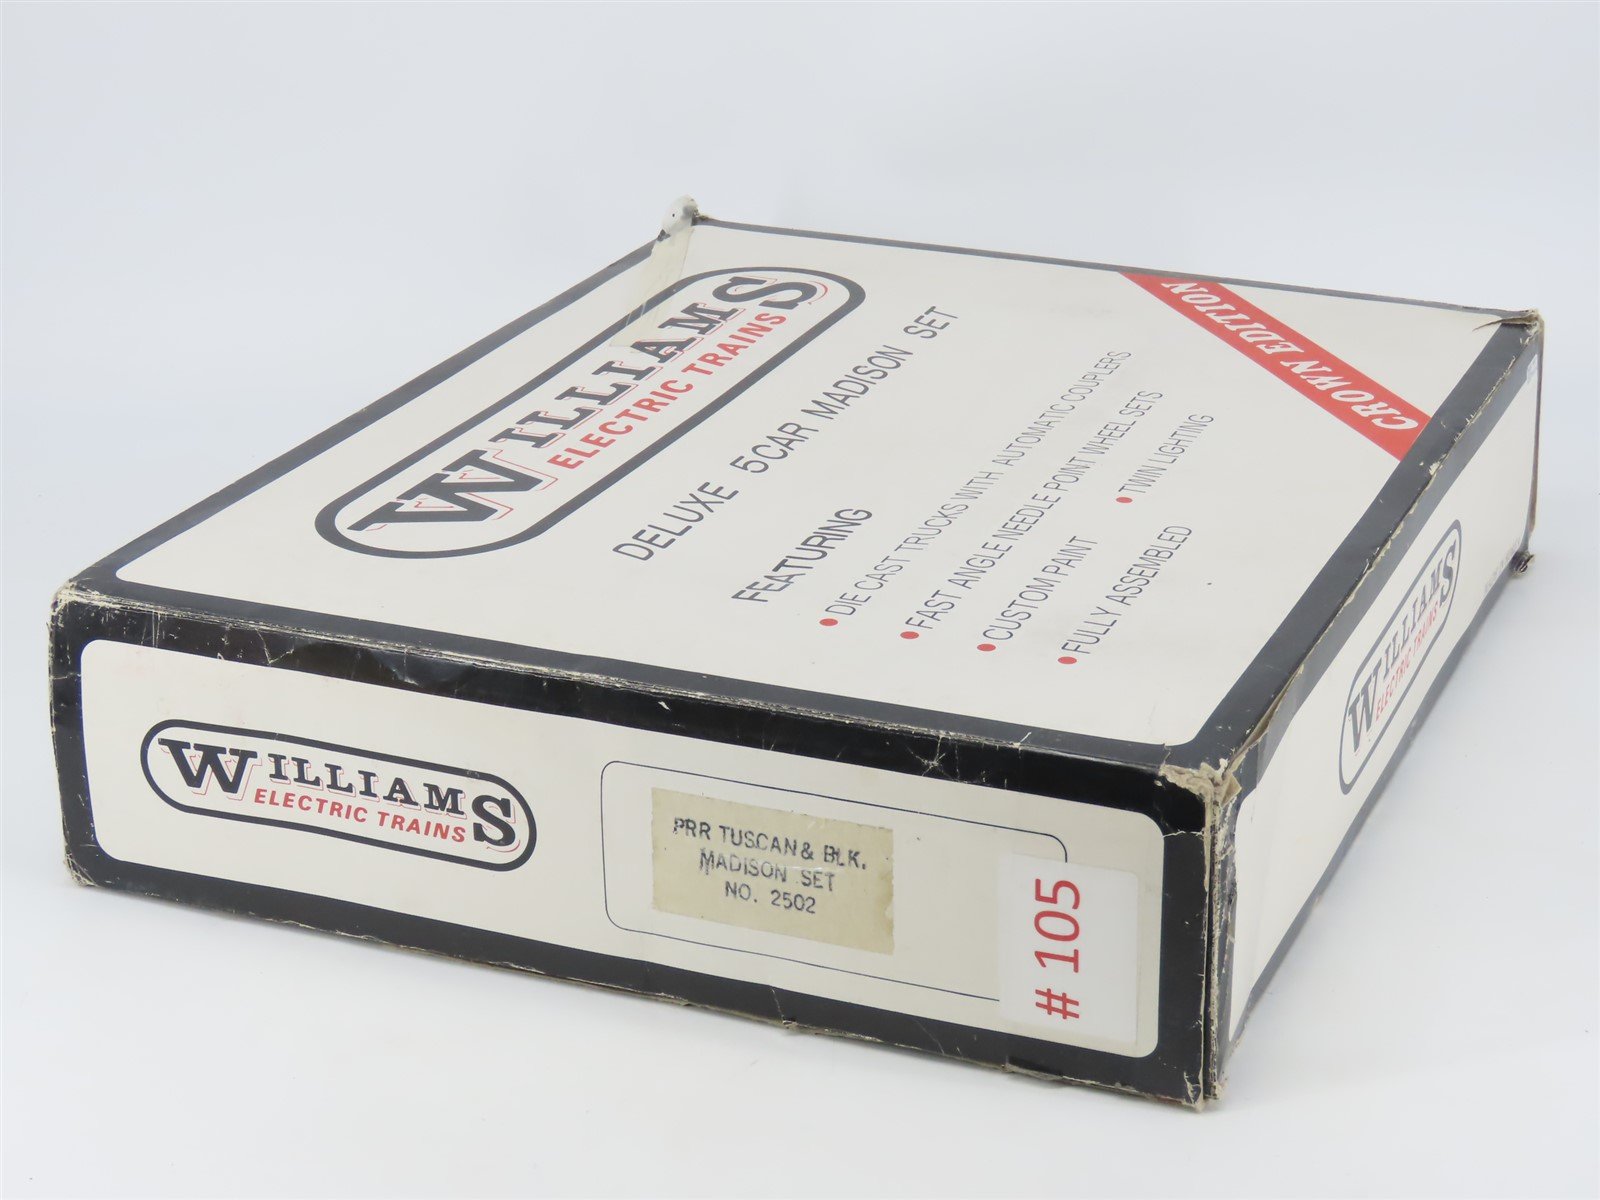 WILLIAMS
ELECTRIC TRAINS
DELUXE 5CAR MADISON SET
FEATURING
• DIE CAST TRUCKS WITH AUTOMATIC COUPLERS
• FAST ANGLE NEEDLE POINT WHEEL SETS
• CUSTOM PAINT • TWIN LIGHTING
• FULLY ASSEMBLED
CROWN EDITION
WILLIAMS
ELECTRIC TRAINS
PRR TUSCAN & BLK.
MADISON SET
NO. 2502
# 105
WILLIAMS
ELECTRIC TRAINS